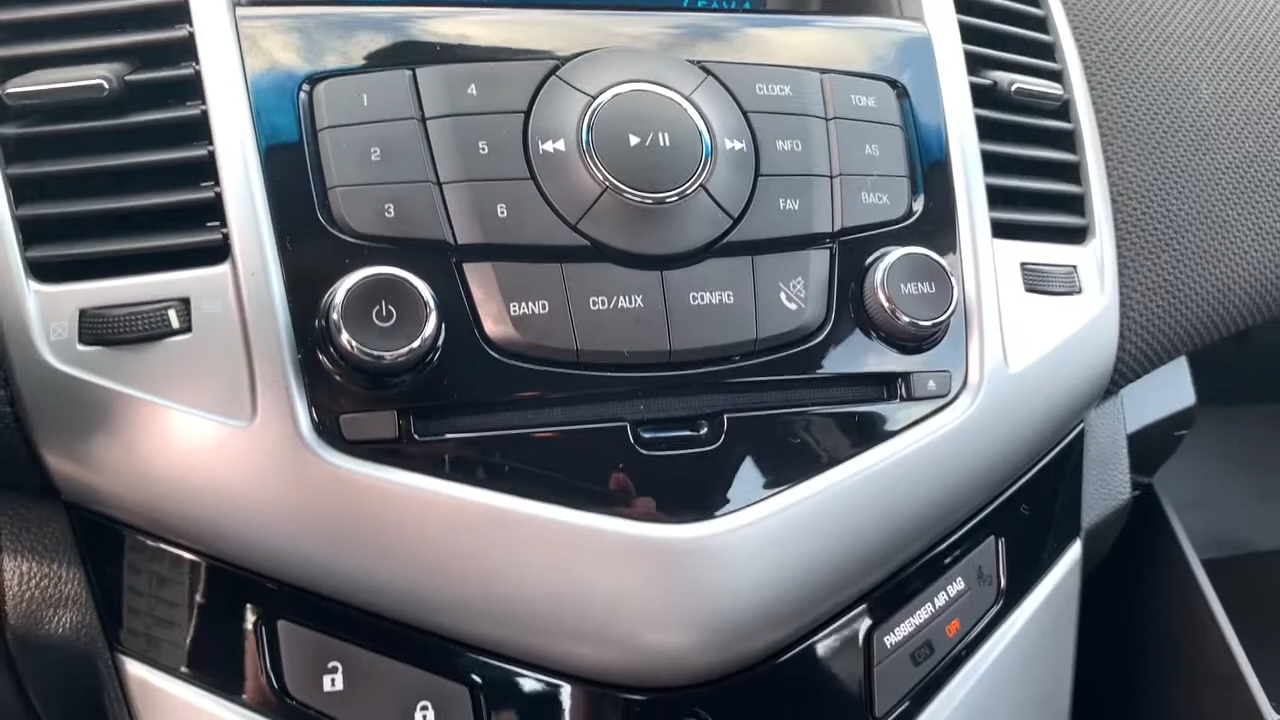 1
4
CLOCK
TONE
2
5
INFO
AS
3
6
FAV
BACK
BAND
CD/AUX
CONFIG
MENU
PASSENGER AIR BAG
ON
OFF